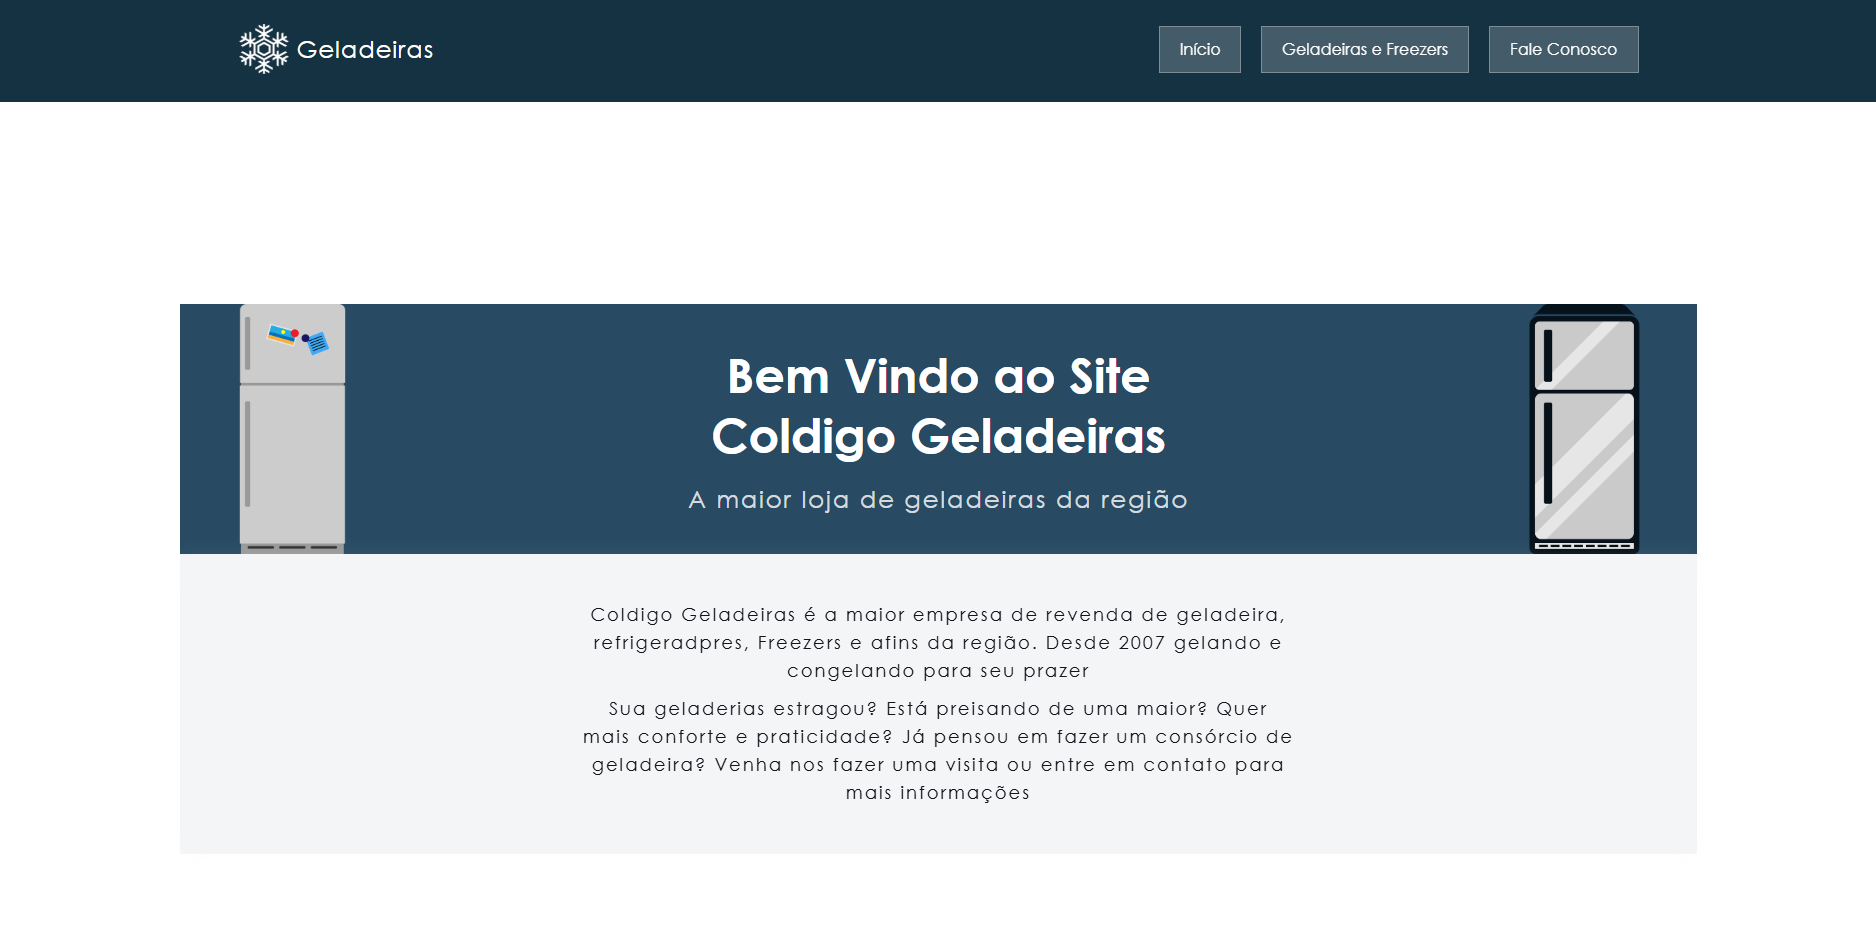 Geladeiras
Início
Geladeiras e Freezers
Fale Conosco
Bem Vindo ao Site
Coldigo Geladeiras
A maior loja de geladeiras da região
Coldigo Geladeiras é a maior empresa de revenda de geladeira,
refrigeradpres, Freezers e afins da região. Desde 2007 gelando e
congelando para seu prazer
Sua geladerias estragou? Está preisando de uma maior? Quer
mais conforte e praticidade? Já pensou em fazer um consórcio de
geladeira? Venha nos fazer uma visita ou entre em contato para
mais informações